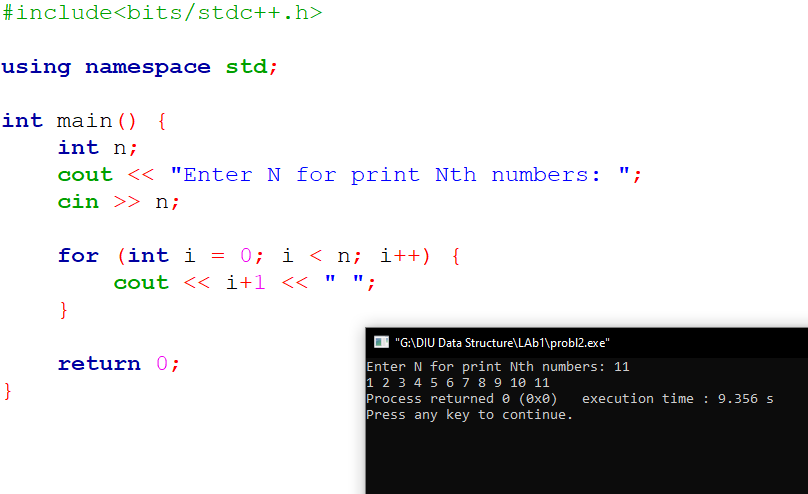 #include<bits/stdc++.h>
using namespace std;
int main() {
int n;
cout << "Enter N for print Nth numbers: ";
cin >> n;
for (int i = 0; i < n; i++) {
cout << i+1 << " ";
}
return 0;
}
"G:\DIU Data Structure\LAb1\probl2.exe"
Enter N for print Nth numbers: 11
1 2 3 4 5 6 7 8 9 10 11
Process returned 0 (0x0)   execution time : 9.356 s
Press any key to continue.